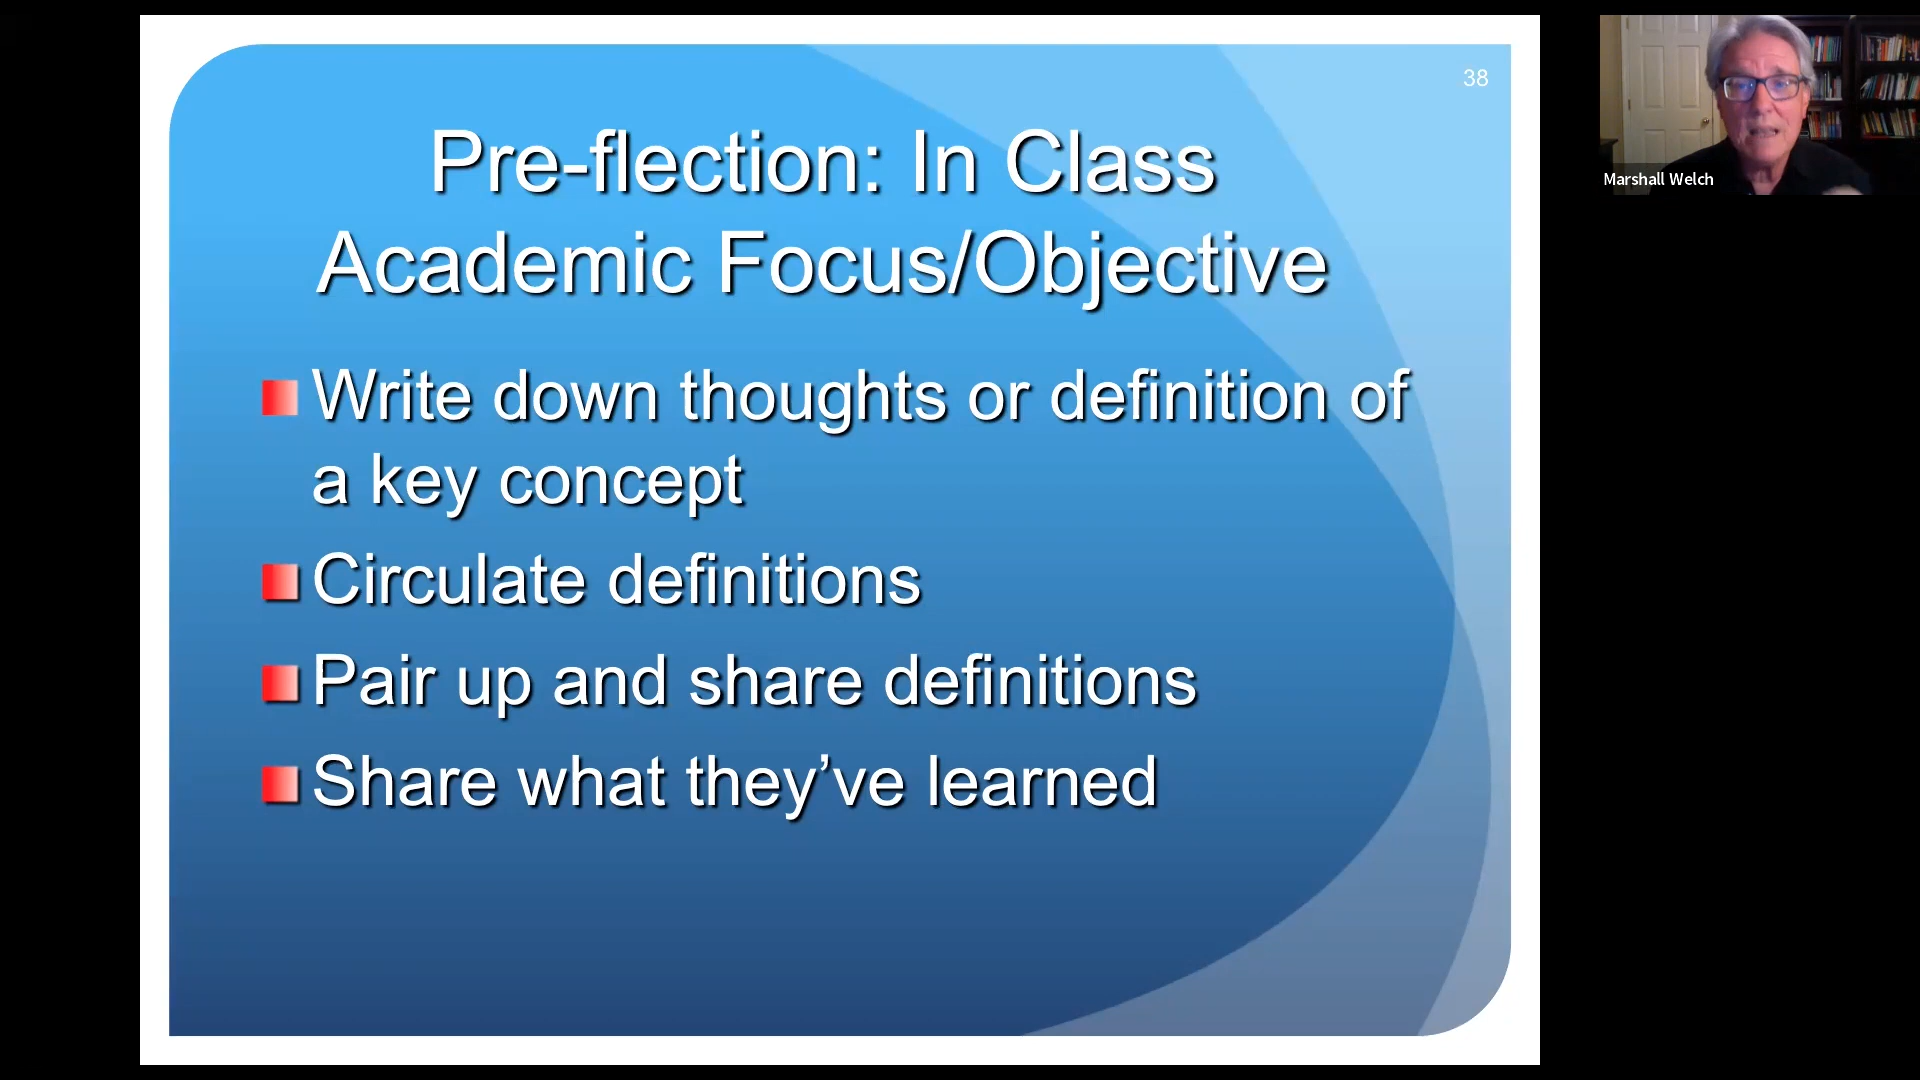 38
Pre-flection: In Class
Academic Focus/Objective
Write down thoughts or definition of
a key concept
Circulate definitions
Pair up and share definitions
Share what they’ve learned
Marshall Welch